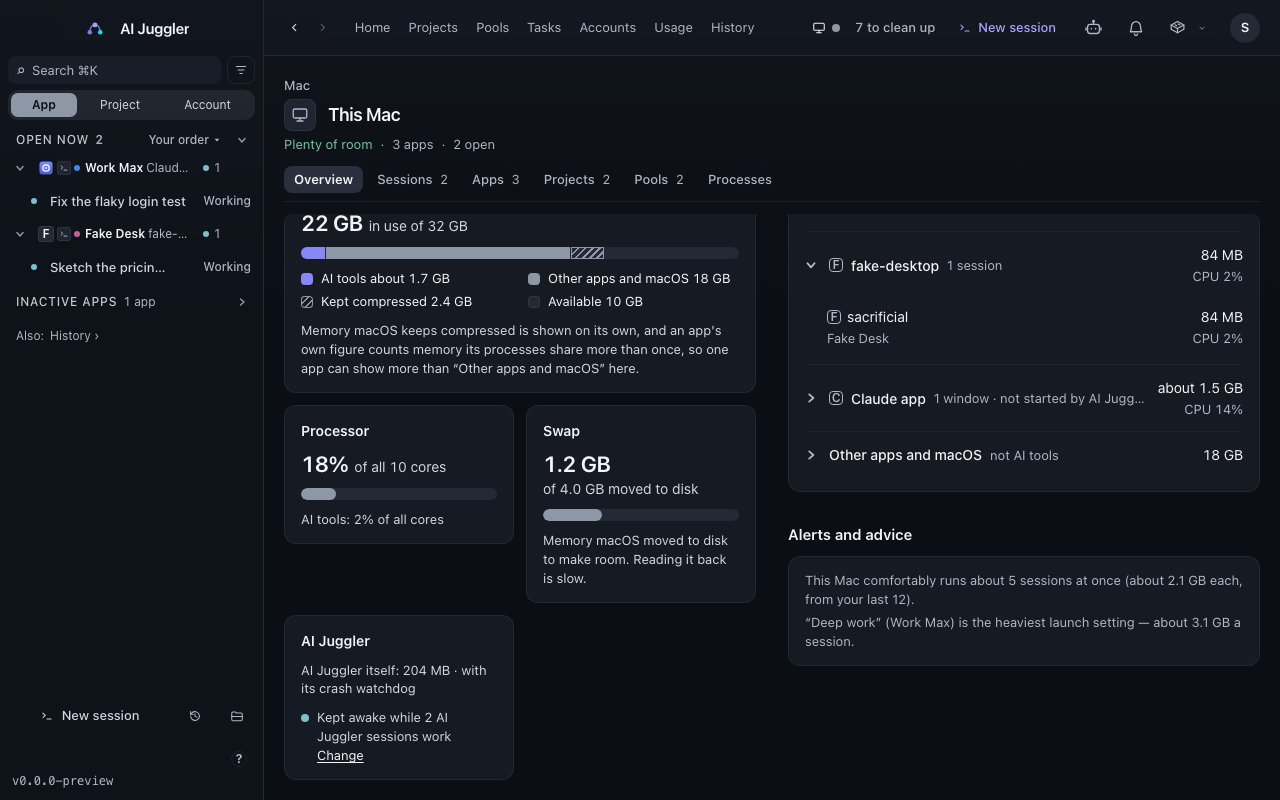 AI Juggler
Search ⌘K
App Project Account
OPEN NOW 2 Your order
Work Max Claud... 1
Fix the flaky login test Working
F Fake Desk fake-... 1
Sketch the pricin... Working
INACTIVE APPS 1 app
Also: History ›
New session
?
v0.0.0-preview
Home Projects Pools Tasks Accounts Usage History
7 to clean up
New session
S
Mac
This Mac
Plenty of room · 3 apps · 2 open
Overview Sessions 2 Apps 3 Projects 2 Pools 2 Processes
22 GB in use of 32 GB
AI tools about 1.7 GB
Other apps and macOS 18 GB
Kept compressed 2.4 GB
Available 10 GB
Memory macOS keeps compressed is shown on its own, and an app's
own figure counts memory its processes share more than once, so one
app can show more than “Other apps and macOS” here.
Processor
18% of all 10 cores
AI tools: 2% of all cores
Swap
1.2 GB
of 4.0 GB moved to disk
Memory macOS moved to disk
to make room. Reading it back
is slow.
AI Juggler
AI Juggler itself: 204 MB · with
its crash watchdog
Kept awake while 2 AI
Juggler sessions work
Change
F fake-desktop 1 session 84 MB
CPU 2%
F sacrificial 84 MB
Fake Desk CPU 2%
C Claude app 1 window · not started by AI Jugg... about 1.5 GB
CPU 14%
Other apps and macOS not AI tools 18 GB
Alerts and advice
This Mac comfortably runs about 5 sessions at once (about 2.1 GB each,
from your last 12).
“Deep work” (Work Max) is the heaviest launch setting — about 3.1 GB a
session.